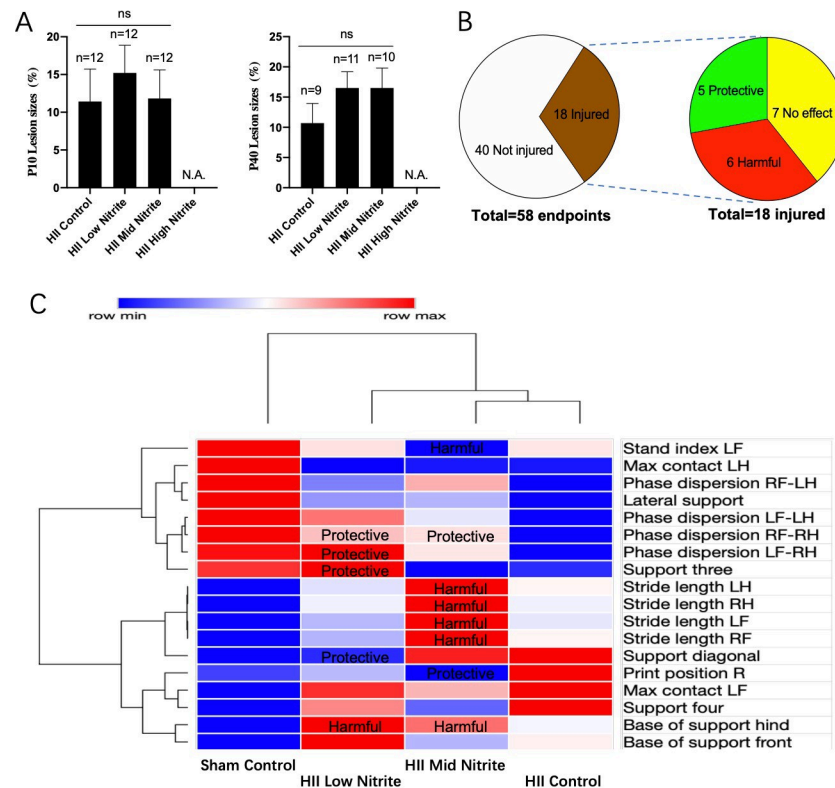 A
ns
n=12
n=12
n=12
N.A.
P10 Lesion sizes (%)
0
5
10
15
20
HII Control
HII Low Nitrite
HII Mid Nitrite
HII High Nitrite
ns
n=9
n=11
n=10
N.A.
P40 Lesion sizes (%)
0
5
10
15
20
25
HII Control
HII Low Nitrite
HII Mid Nitrite
HII High Nitrite
B
40 Not injured
18 Injured
Total=58 endpoints
5 Protective
7 No effect
6 Harmful
Total=18 injured
C
row min
row max
Harmful
Stand index LF
Max contact LH
Phase dispersion RF-LH
Lateral support
Phase dispersion LF-LH
Protective Protective
Phase dispersion RF-RH
Protective
Phase dispersion LF-RH
Protective
Support three
Harmful
Stride length LH
Harmful
Stride length RH
Harmful
Stride length LF
Harmful
Stride length RF
Protective
Support diagonal
Protective
Print position R
Max contact LF
Support four
Harmful Harmful
Base of support hind
Base of support front
Sham Control
HII Low Nitrite
HII Mid Nitrite
HII Control